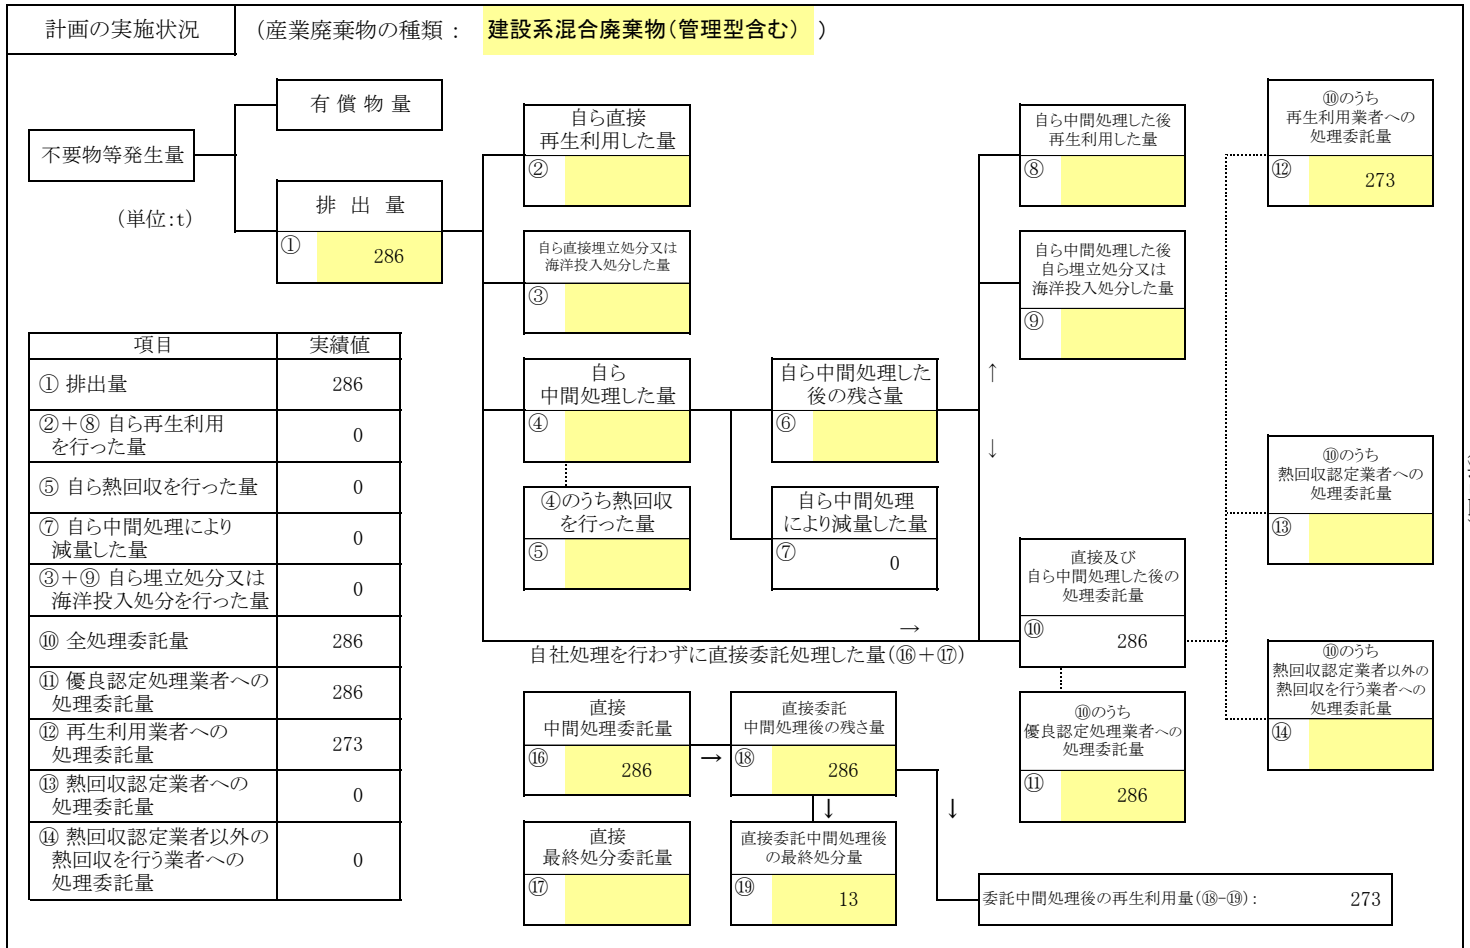 計画の実施状況
(産業廃棄物の種類： 建設系混合廃棄物（管理型含む） )
不要物等発生量
(単位:t)
有 償 物 量
排 出 量
① 286
自ら直接
再生利用した量
②
自ら直接埋立処分又は
海洋投入処分した量
③
自ら
中間処理した量
④
④のうち熱回収
を行った量
⑤
自ら中間処理した
後の残さ量
⑥
自ら中間処理
により減量した量
⑦ 0
自ら中間処理した後
再生利用した量
⑧
自ら中間処理した後
自ら埋立処分又は
海洋投入処分した量
⑨
↑
↓
直接及び
自ら中間処理した後の
処理委託量
⑩ 286
⑩のうち
優良認定処理業者への
処理委託量
⑪ 286
⑩のうち
再生利用業者への
処理委託量
⑫ 273
⑩のうち
熱回収認定業者への
処理委託量
⑬
⑩のうち
熱回収認定業者以外の
熱回収を行う業者への
処理委託量
⑭
→
自社処理を行わずに直接委託処理した量(⑯＋⑰)
直接
中間処理委託量
⑯ 286
→
直接委託
中間処理後の残さ量
⑱ 286
↓
↓
直接
最終処分委託量
⑰
直接委託中間処理後
の最終処分量
⑲ 13
委託中間処理後の再生利用量(⑱-⑲)： 273
項目 実績値
① 排出量 286
②＋⑧ 自ら再生利用
を行った量 0
⑤ 自ら熱回収を行った量 0
⑦ 自ら中間処理により
減量した量 0
③＋⑨ 自ら埋立処分又は
海洋投入処分を行った量 0
⑩ 全処理委託量 286
⑪ 優良認定処理業者への
処理委託量 286
⑫ 再生利用業者への
処理委託量 273
⑬ 熱回収認定業者への
処理委託量 0
⑭ 熱回収認定業者以外の
熱回収を行う業者への
処理委託量 0